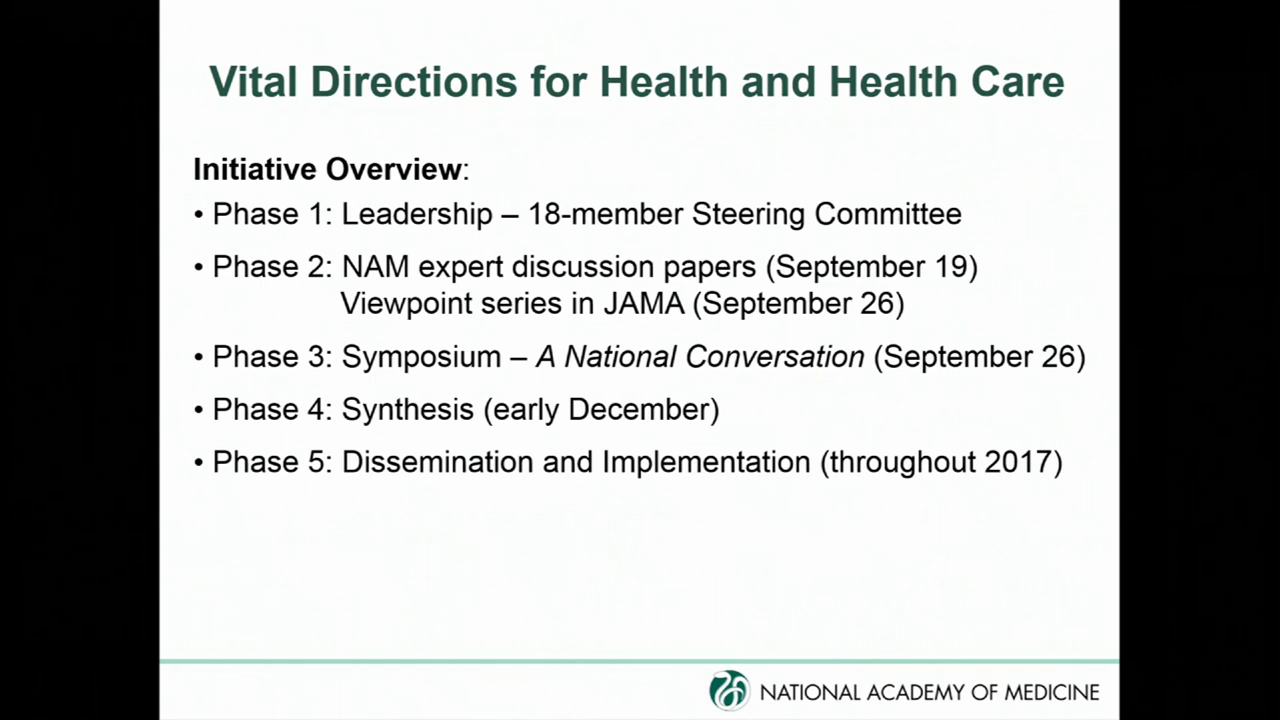 Vital Directions for Health and Health Care
Initiative Overview:
• Phase 1: Leadership – 18-member Steering Committee
• Phase 2: NAM expert discussion papers (September 19)
Viewpoint series in JAMA (September 26)
• Phase 3: Symposium – A National Conversation (September 26)
• Phase 4: Synthesis (early December)
• Phase 5: Dissemination and Implementation (throughout 2017)
NATIONAL ACADEMY OF MEDICINE